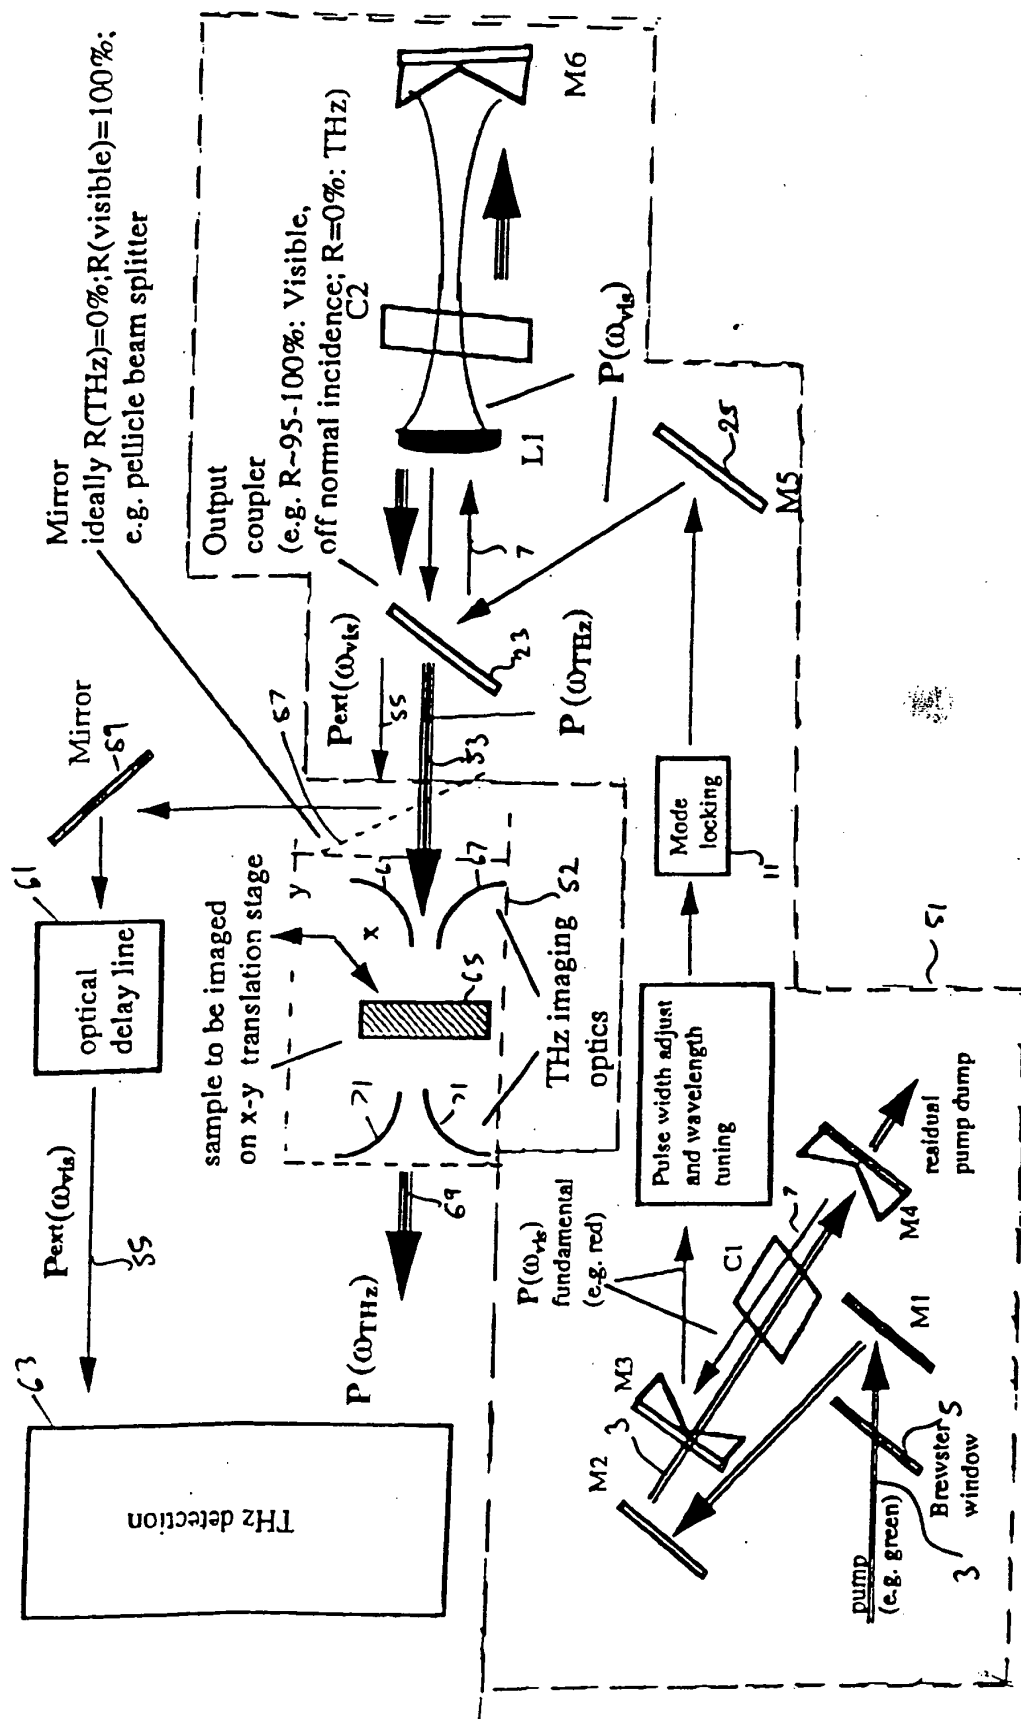 Mirror
ideally R(THz)=0%;R(visible)=100%;
e.g. pellicle beam splitter
Output
coupler
(e.g. R~95-100%: Visible,
off normal incidence; R=0%: THz)
C2
M6
L1
7
P(ωvis)
25
M5
23
P(ωTHz)
Pext(ωvis)
55
53
57
Mirror
59
61
optical
delay line
Pext(ωvis)
55
63
THz detection
sample to be imaged
on x-y translation stage
y
x
67
52
65
71
71
THz imaging
optics
69
P(ωTHz)
Mode
locking
11
51
Pulse width adjust
and wavelength
tuning
P(ωvis)
fundamental
(e.g. red)
residual
pump dump
M4
7
C1
M3
M2
3
M1
5
Brewster
window
pump
(e.g. green)
3